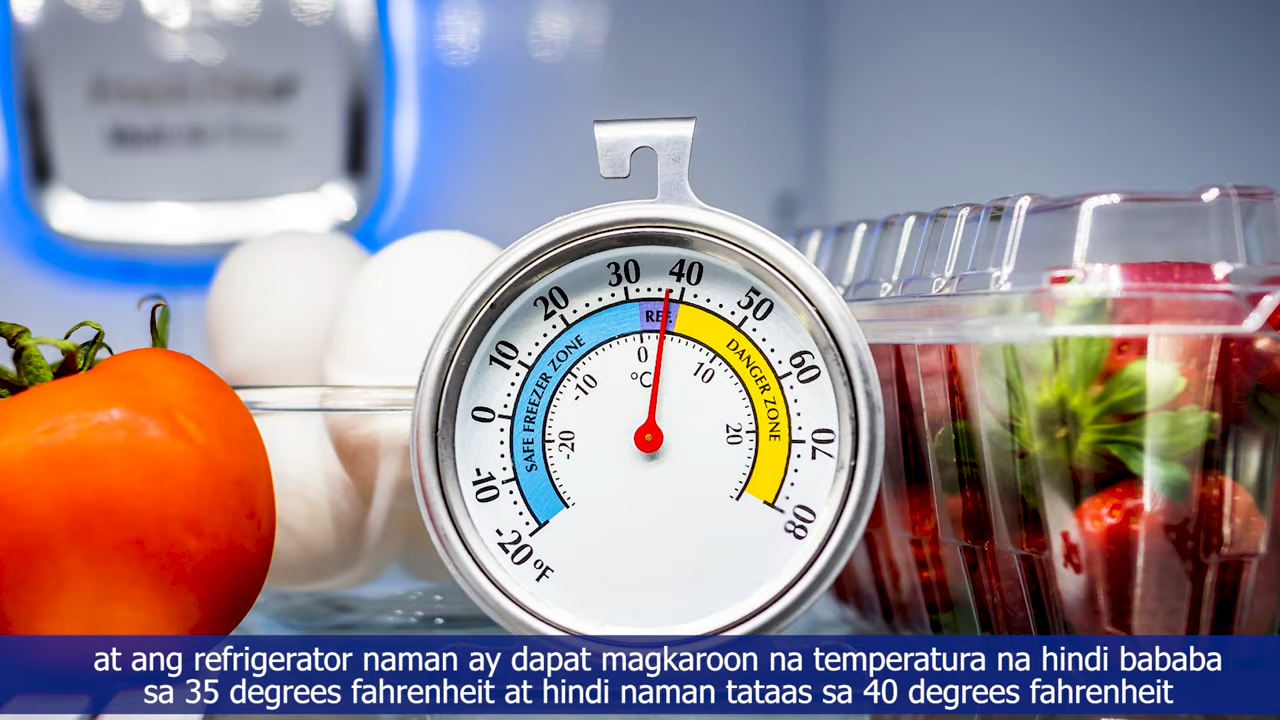 30
40
20
50
10
60
0
70
-10
80
-20
°F
SAFE FREEZER ZONE
REF
DANGER ZONE
0
°C
-10
10
-20
20
at ang refrigerator naman ay dapat magkaroon na temperatura na hindi bababa
sa 35 degrees fahrenheit at hindi naman tataas sa 40 degrees fahrenheit